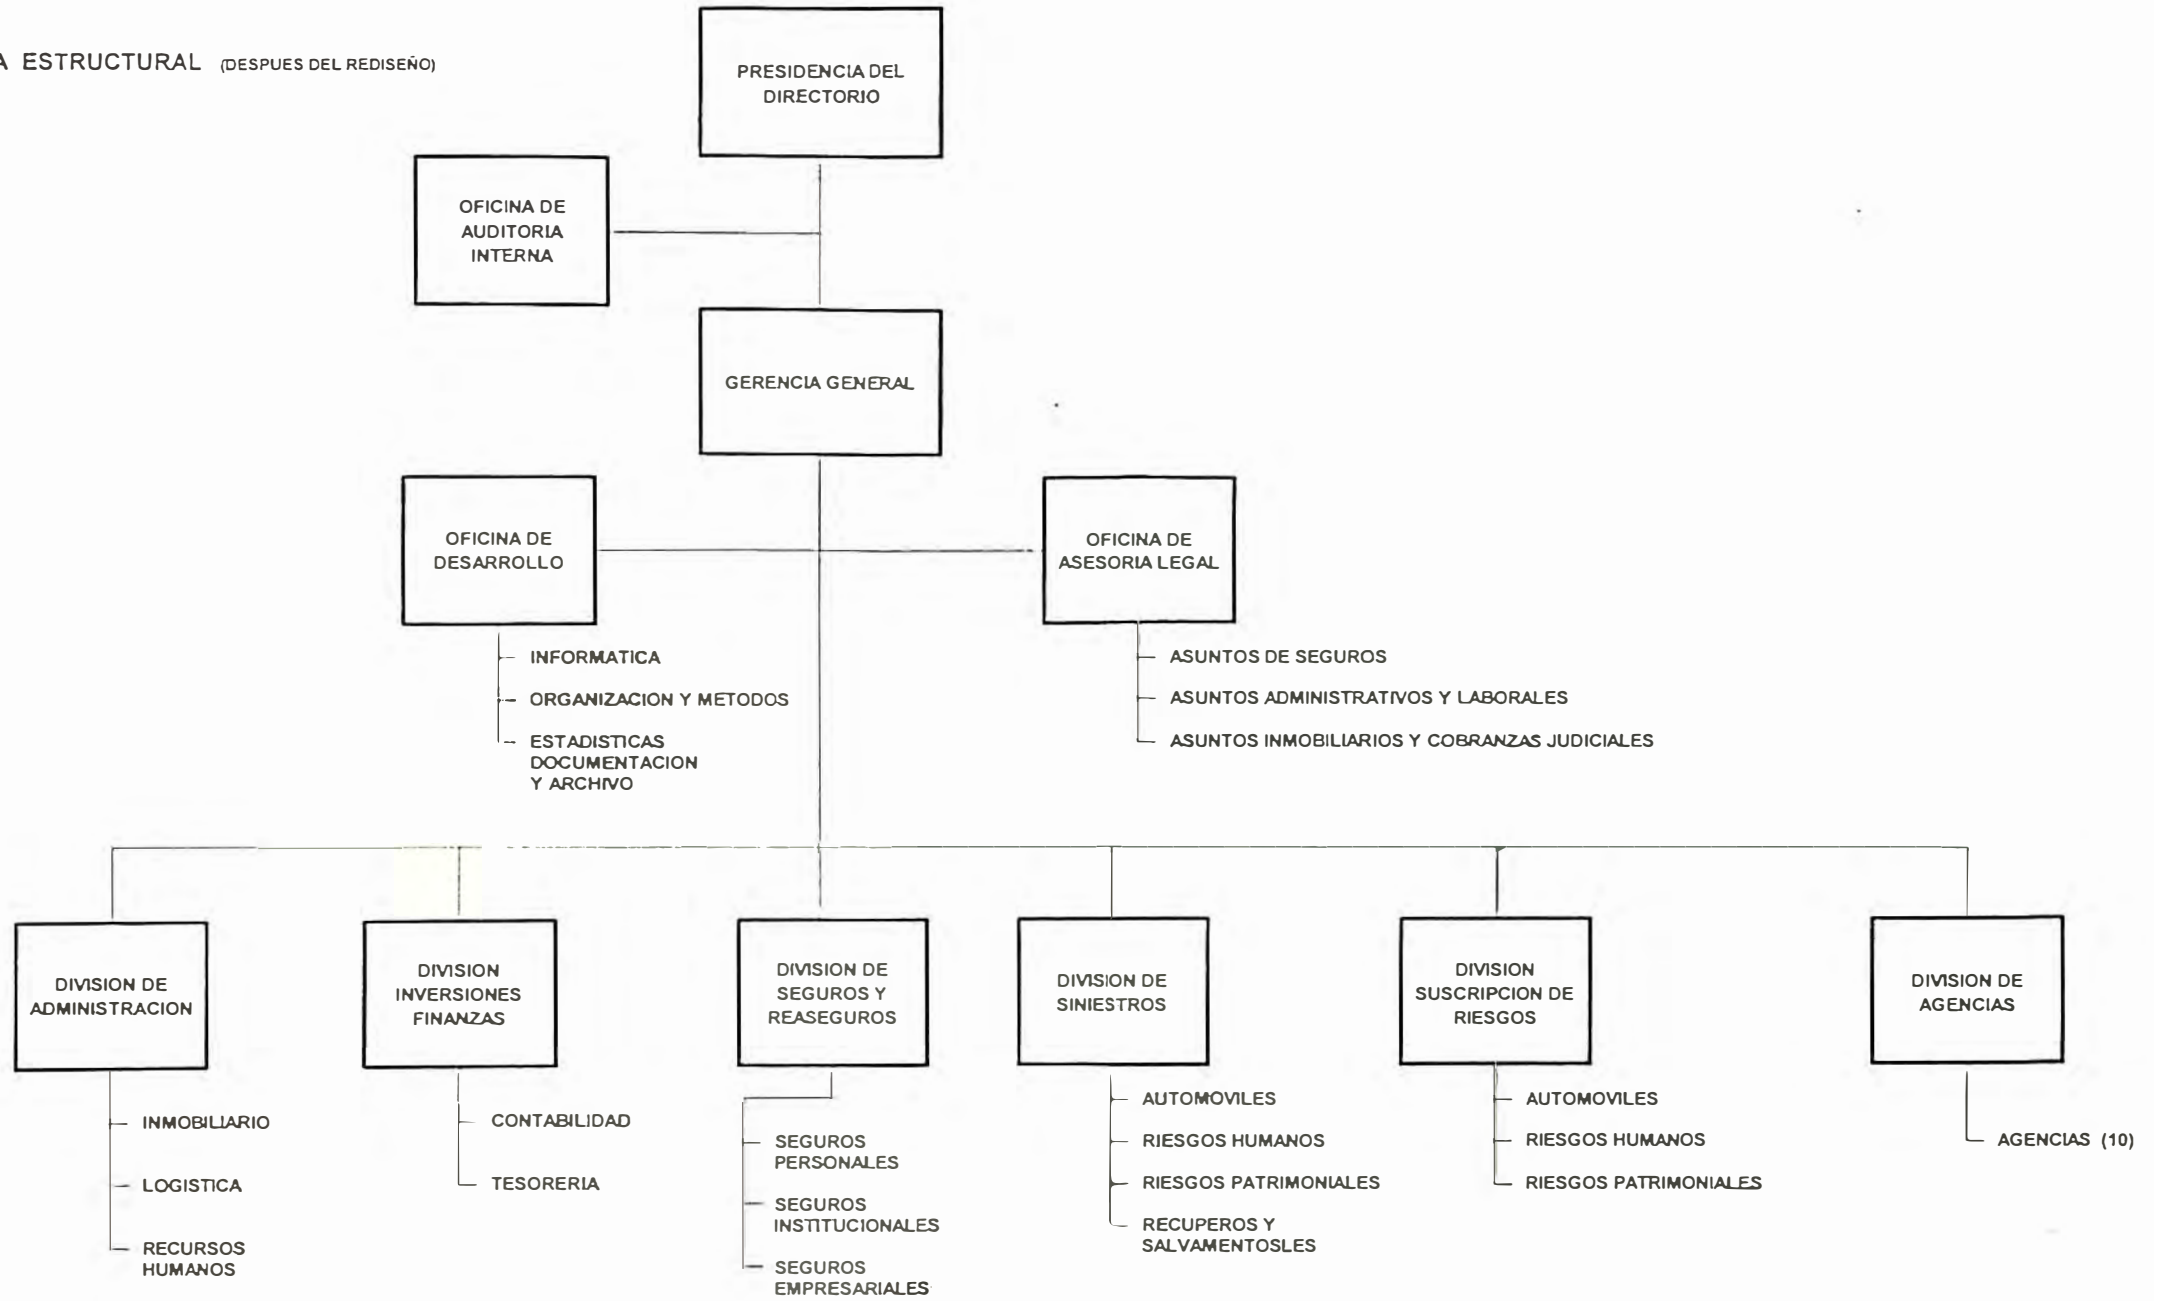 A ESTRUCTURAL (DESPUES DEL REDISEÑO)
PRESIDENCIA DEL
DIRECTORIO
OFICINA DE
AUDITORIA
INTERNA
GERENCIA GENERAL
OFICINA DE
DESARROLLO
OFICINA DE
ASESORIA LEGAL
INFORMATICA
ORGANIZACION Y METODOS
ESTADISTICAS
DOCUMENTACION
Y ARCHIVO
ASUNTOS DE SEGUROS
ASUNTOS ADMINISTRATIVOS Y LABORALES
ASUNTOS INMOBILIARIOS Y COBRANZAS JUDICIALES
DIVISION DE
ADMINISTRACION
INMOBILIARIO
LOGISTICA
RECURSOS
HUMANOS
DIVISION
INVERSIONES
FINANZAS
CONTABILIDAD
TESORERIA
DIVISION DE
SEGUROS Y
REASEGUROS
SEGUROS
PERSONALES
SEGUROS
INSTITUCIONALES
SEGUROS
EMPRESARIALES
DIVISION DE
SINIESTROS
AUTOMOVILES
RIESGOS HUMANOS
RIESGOS PATRIMONIALES
RECUPEROS Y
SALVAMENTOSLES
DIVISION
SUSCRIPCION DE
RIESGOS
AUTOMOVILES
RIESGOS HUMANOS
RIESGOS PATRIMONIALES
DIVISION DE
AGENCIAS
AGENCIAS (10)